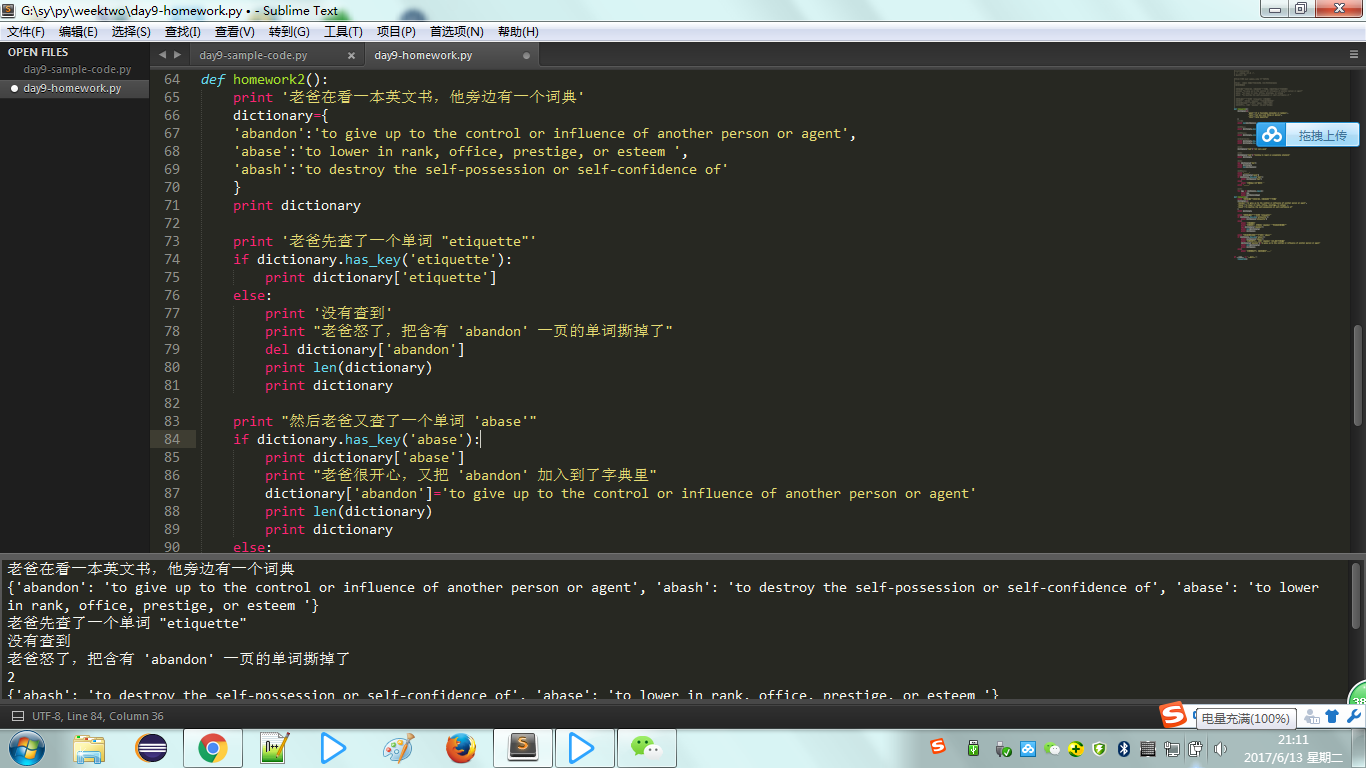 G:\sy\py\weektwo\day9-homework.py • - Sublime Text
文件(F) 编辑(E) 选择(S) 查找(I) 查看(V) 转到(G) 工具(T) 项目(P) 首选项(N) 帮助(H)
OPEN FILES
day9-sample-code.py
day9-homework.py
day9-sample-code.py × day9-homework.py
64 def homework2():
65 print '老爸在看一本英文书，他旁边有一个词典'
66 dictionary={
67 'abandon':'to give up to the control or influence of another person or agent',
68 'abase':'to lower in rank, office, prestige, or esteem ',
69 'abash':'to destroy the self-possession or self-confidence of'
70 }
71 print dictionary
72
73 print '老爸先查了一个单词 "etiquette"'
74 if dictionary.has_key('etiquette'):
75 print dictionary['etiquette']
76 else:
77 print '没有查到'
78 print "老爸怒了，把含有 'abandon' 一页的单词撕掉了"
79 del dictionary['abandon']
80 print len(dictionary)
81 print dictionary
82
83 print "然后老爸又查了一个单词 'abase'"
84 if dictionary.has_key('abase'):
85 print dictionary['abase']
86 print "老爸很开心，又把 'abandon' 加入到了字典里"
87 dictionary['abandon']='to give up to the control or influence of another person or agent'
88 print len(dictionary)
89 print dictionary
90 else:
拖拽上传
老爸在看一本英文书，他旁边有一个词典
{'abandon': 'to give up to the control or influence of another person or agent', 'abash': 'to destroy the self-possession or self-confidence of', 'abase': 'to lower
in rank, office, prestige, or esteem '}
老爸先查了一个单词 "etiquette"
没有查到
老爸怒了，把含有 'abandon' 一页的单词撕掉了
2
{'abash': 'to destroy the self-possession or self-confidence of', 'abase': 'to lower in rank, office, prestige, or esteem '}
UTF-8, Line 84, Column 36
电量充满(100%)
21:11
2017/6/13 星期二